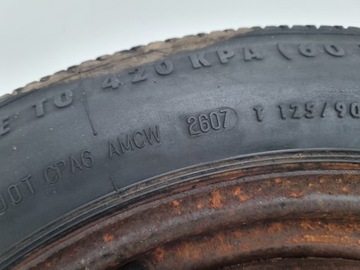 E TO 420 KPA (60
DOT CPA6 AMCW 2607 T 125/90